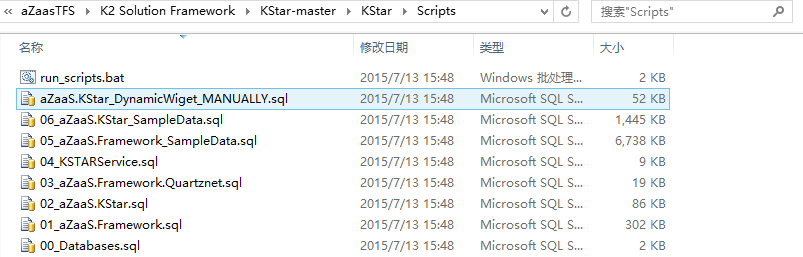 « aZaasTFS › K2 Solution Framework › KStar-master › KStar › Scripts 搜索"Scripts"
名称 修改日期 类型 大小
run_scripts.bat 2015/7/13 15:48 Windows 批处理... 2 KB
aZaaS.KStar_DynamicWiget_MANUALLY.sql 2015/7/13 15:48 Microsoft SQL S... 52 KB
06_aZaaS.KStar_SampleData.sql 2015/7/13 15:48 Microsoft SQL S... 1,445 KB
05_aZaaS.Framework_SampleData.sql 2015/7/13 15:48 Microsoft SQL S... 6,738 KB
04_KSTARService.sql 2015/7/13 15:48 Microsoft SQL S... 9 KB
03_aZaaS.Framework.Quartznet.sql 2015/7/13 15:48 Microsoft SQL S... 19 KB
02_aZaaS.KStar.sql 2015/7/13 15:48 Microsoft SQL S... 86 KB
01_aZaaS.Framework.sql 2015/7/13 15:48 Microsoft SQL S... 302 KB
00_Databases.sql 2015/7/13 15:48 Microsoft SQL S... 2 KB